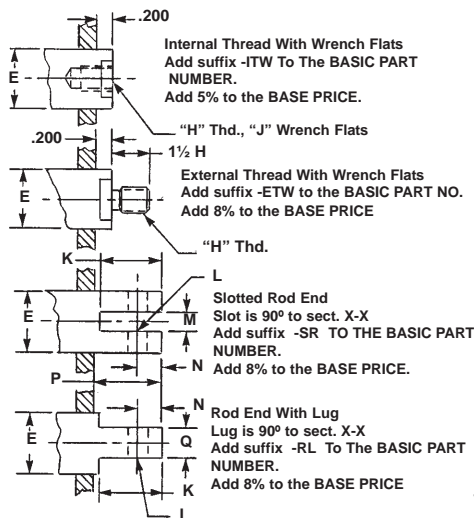 .200
Internal Thread With Wrench Flats
Add suffix -ITW To The BASIC PART
NUMBER.
Add 5% to the BASE PRICE.
E
"H" Thd., "J" Wrench Flats
.200
1½ H
External Thread With Wrench Flats
Add suffix -ETW to the BASIC PART NO.
Add 8% to the BASE PRICE
E
"H" Thd.
K
L
Slotted Rod End
Slot is 90º to sect. X-X
Add suffix -SR TO THE BASIC PART
NUMBER.
Add 8% to the BASE PRICE.
E
M
N
P
N
Rod End With Lug
Lug is 90º to sect. X-X
Add suffix -RL To The BASIC PART
NUMBER.
Add 8% to the BASE PRICE
E
Q
K
L